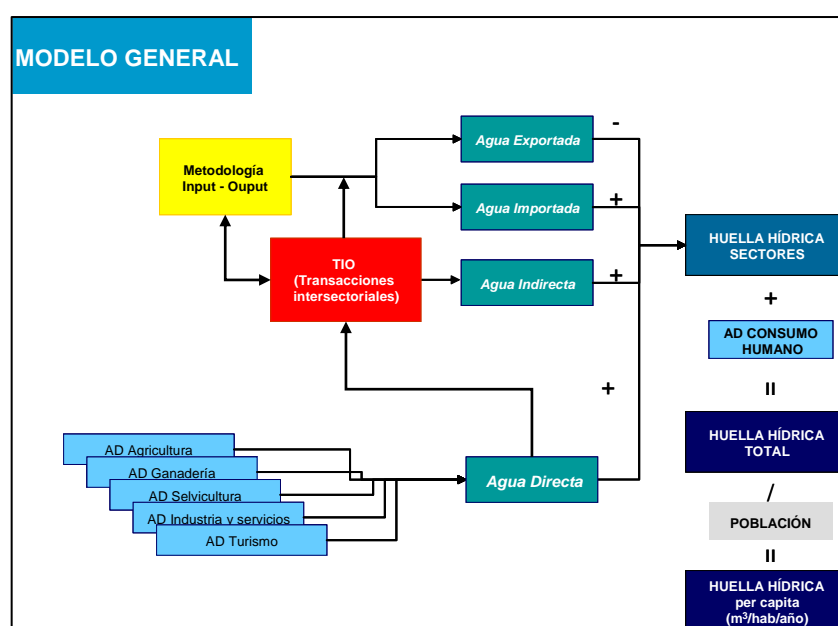 MODELO GENERAL
-
Agua Exportada
Metodología
Input - Ouput
+
Agua Importada
HUELLA HÍDRICA
SECTORES
TIO
(Transacciones
intersectoriales)
+
Agua Indirecta
+
AD CONSUMO
HUMANO
+
=
HUELLA HÍDRICA
TOTAL
AD Agricultura
AD Ganadería
AD Selvicultura
AD Industria y servicios
AD Turismo
Agua Directa
/
POBLACIÓN
=
HUELLA HÍDRICA
per capita
(m³/hab/año)